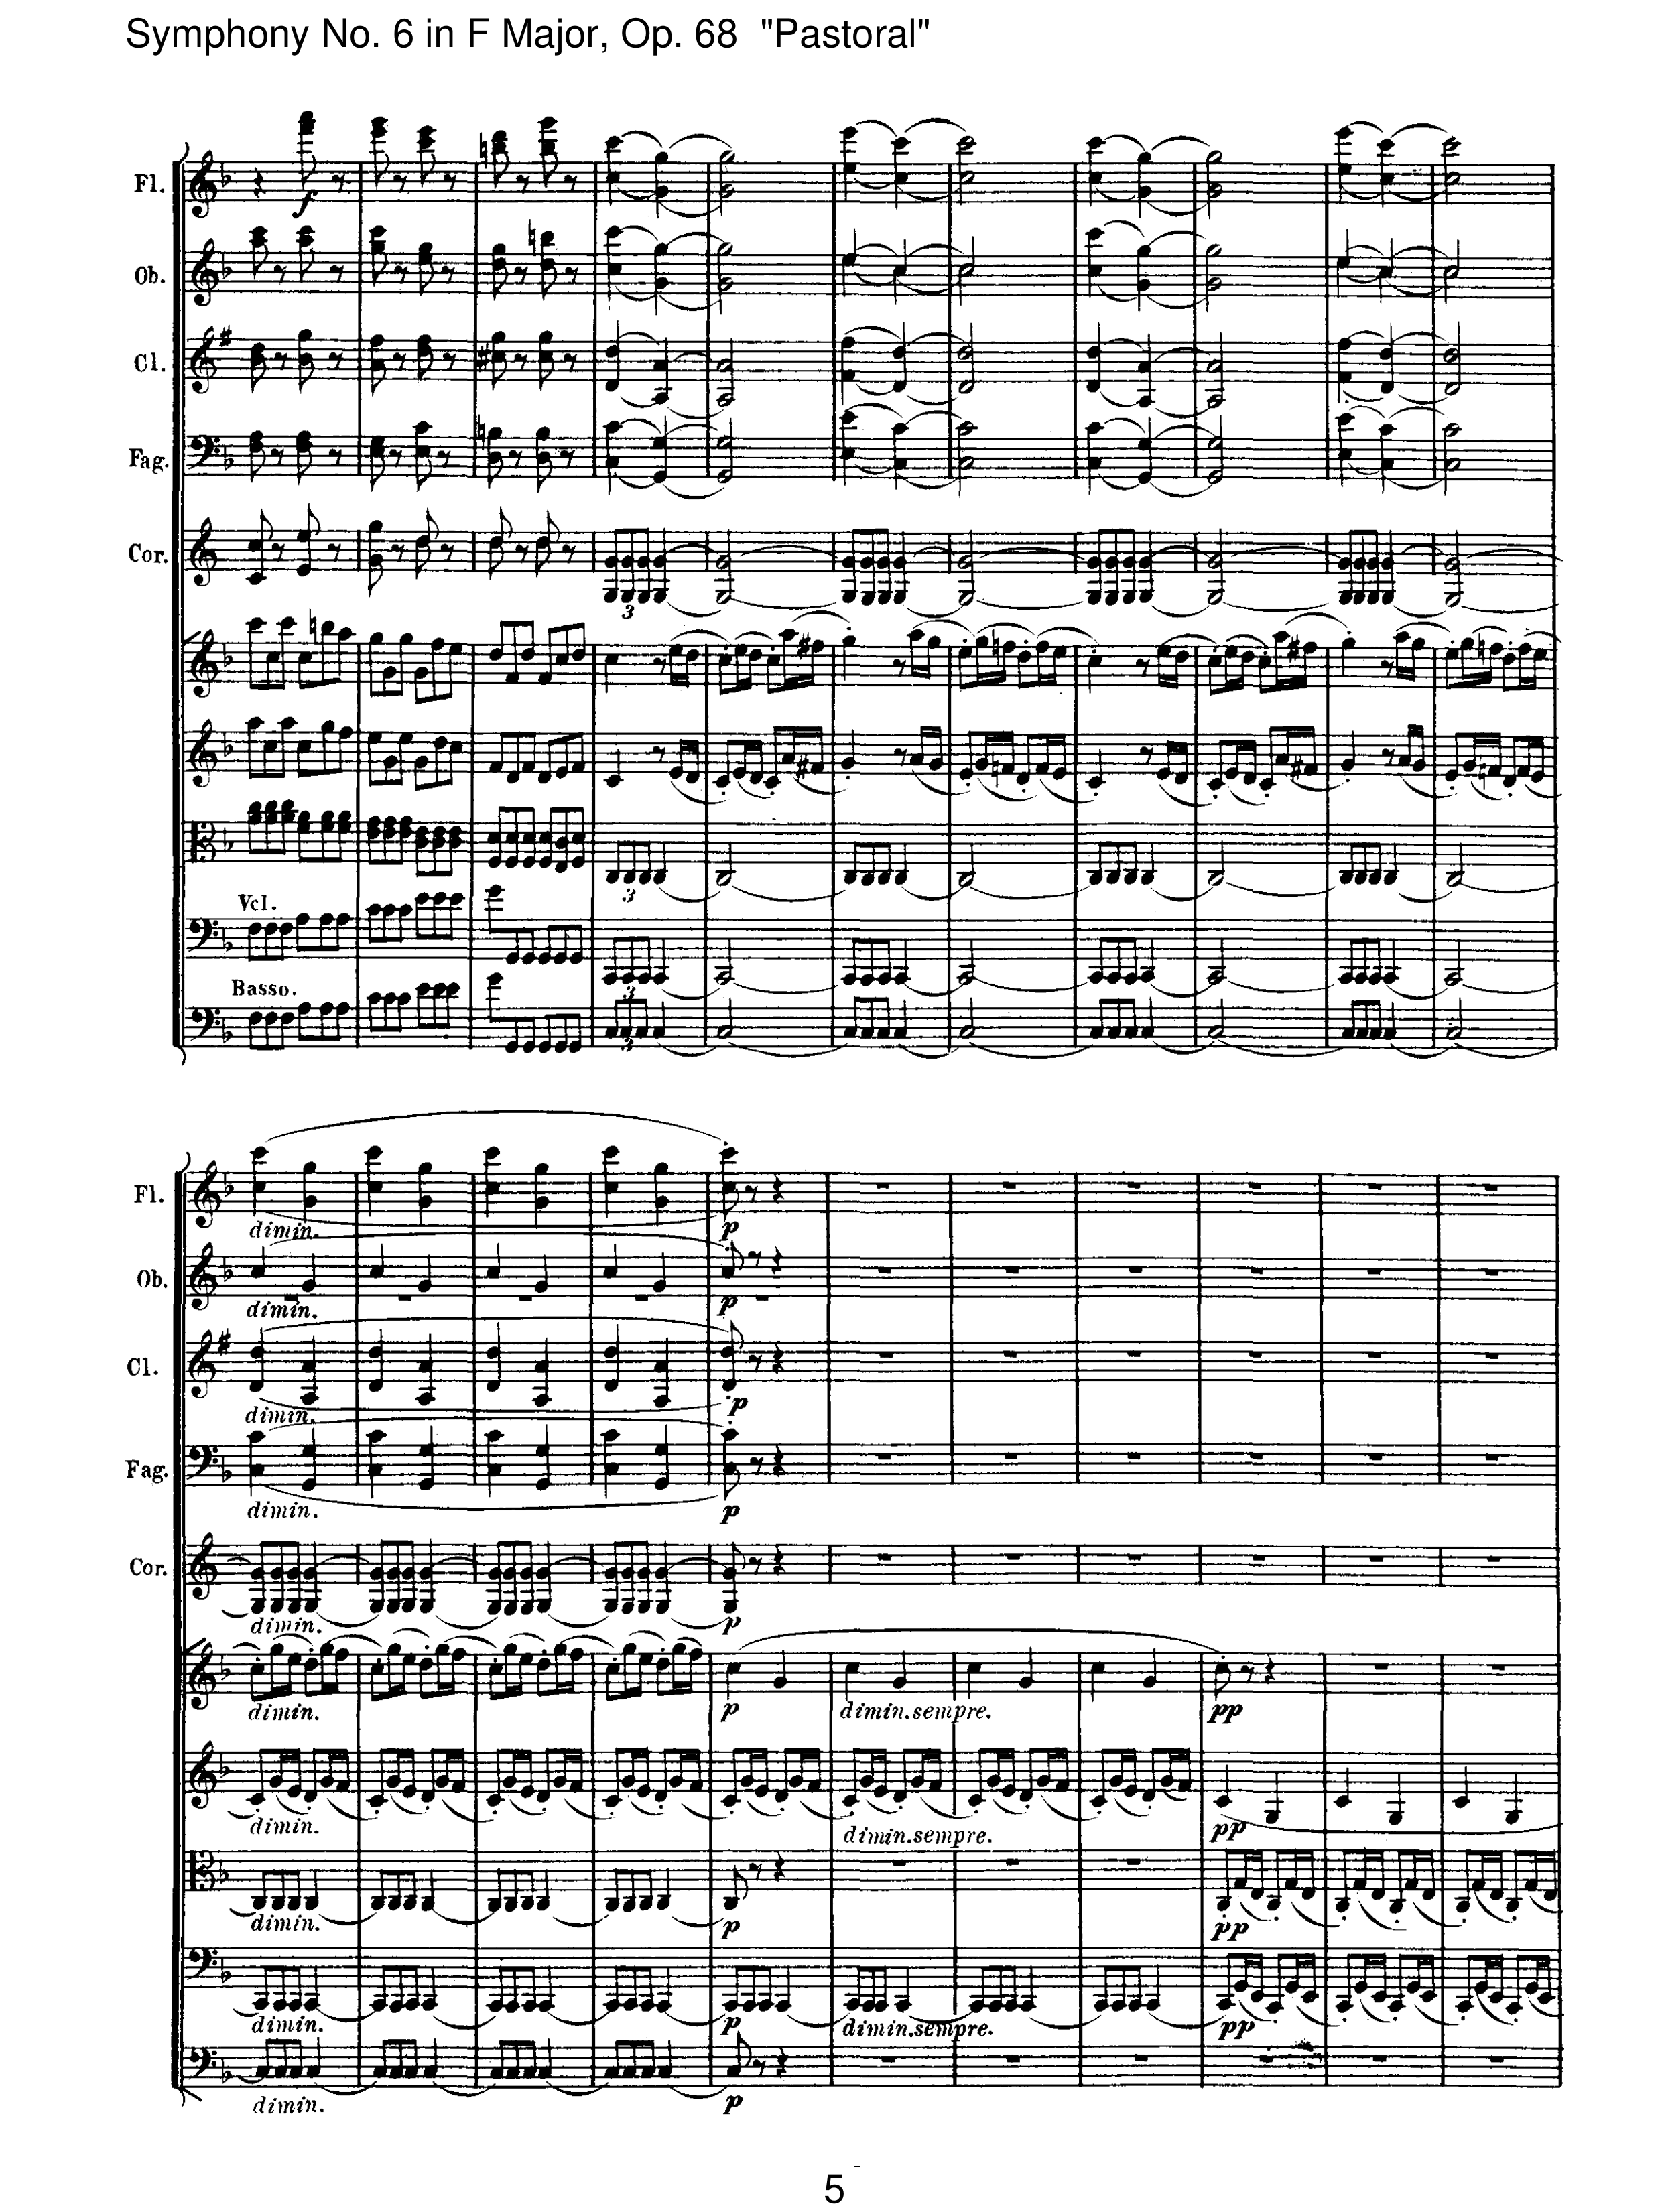 Symphony No. 6 in F Major, Op. 68 "Pastoral"
Fl.
f
Ob.
Cl.
Fag.
Cor.
3
3
Vcl.
3
Basso.
3
Fl.
dimin.
p
Ob.
dimin.
p
Cl.
dimin.
p
Fag.
dimin.
p
Cor.
dimin.
p
dimin.
p
dimin.sempre.
pp
dimin.
dimin.sempre.
pp
dimin.
p
pp
dimin.
p
dimin.sempre.
pp
dimin.
p
5